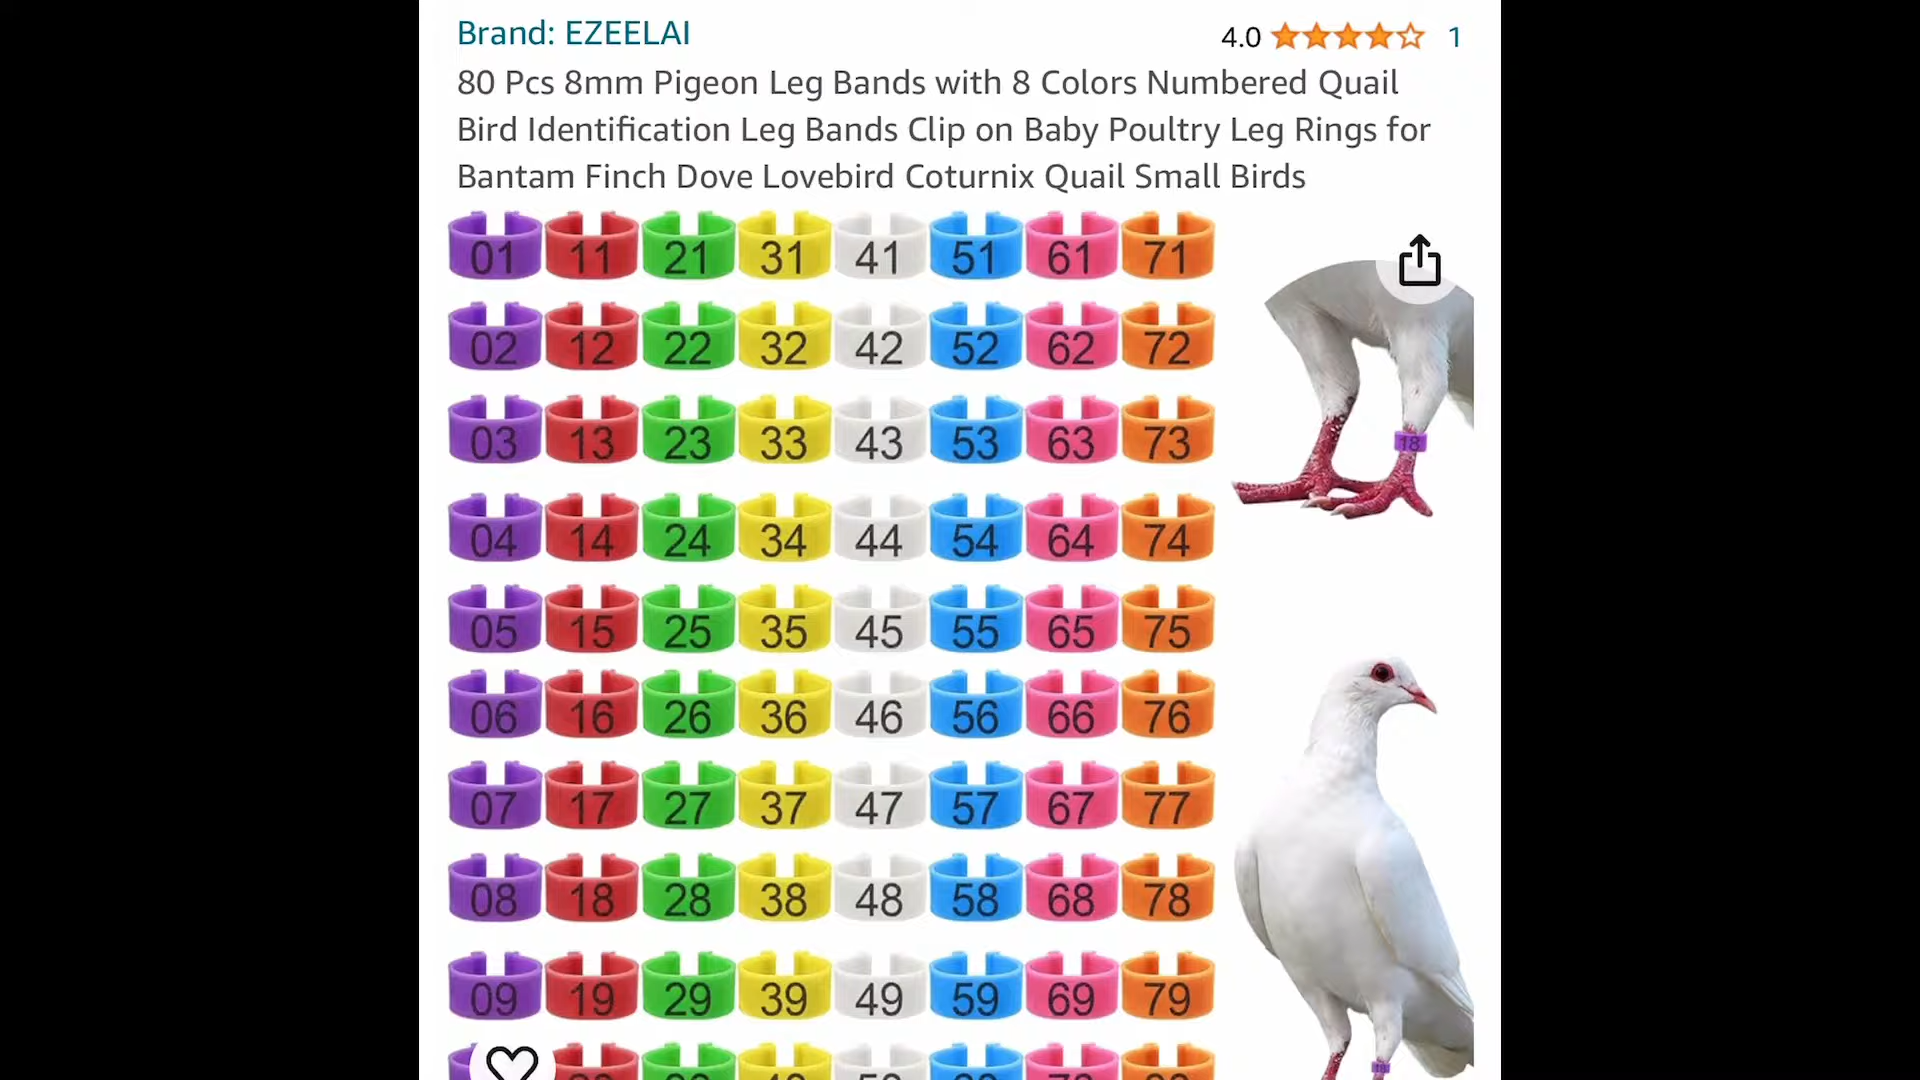 Brand: EZEELAI
4.0 1
80 Pcs 8mm Pigeon Leg Bands with 8 Colors Numbered Quail
Bird Identification Leg Bands Clip on Baby Poultry Leg Rings for
Bantam Finch Dove Lovebird Coturnix Quail Small Birds
01 11 21 31 41 51 61 71
02 12 22 32 42 52 62 72
03 13 23 33 43 53 63 73
18
04 14 24 34 44 54 64 74
05 15 25 35 45 55 65 75
06 16 26 36 46 56 66 76
07 17 27 37 47 57 67 77
08 18 28 38 48 58 68 78
09 19 29 39 49 59 69 79